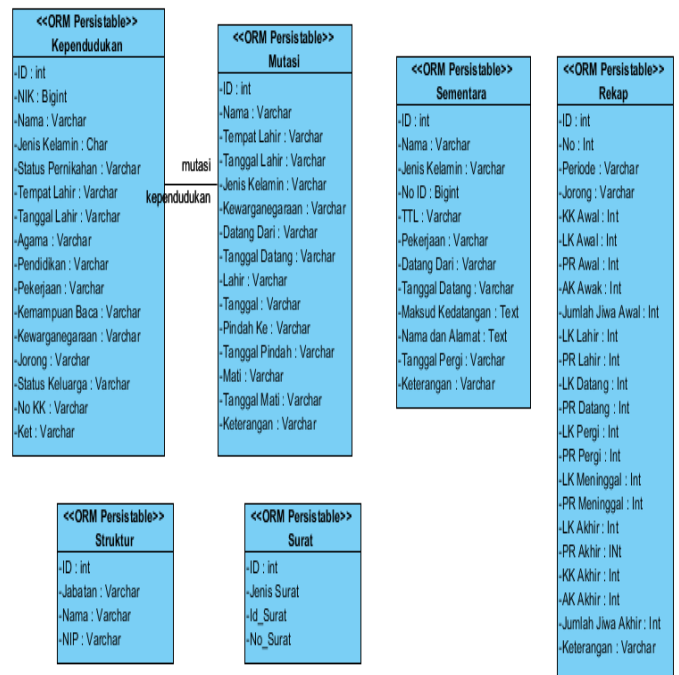 <<ORM Persistable>>
Kependudukan
-ID : int
-NIK : Bigint
-Nama : Varchar
-Jenis Kelamin : Char
-Status Pernikahan : Varchar
-Tempat Lahir : Varchar
-Tanggal Lahir : Varchar
-Agama : Varchar
-Pendidikan : Varchar
-Pekerjaan : Varchar
-Kemampuan Baca : Varchar
-Kewarganegaraan : Varchar
-Jorong : Varchar
-Status Keluarga : Varchar
-No KK : Varchar
-Ket : Varchar
mutasi
kependudukan
<<ORM Persistable>>
Mutasi
-ID : int
-Nama : Varchar
-Tempat Lahir : Varchar
-Tanggal Lahir : Varchar
-Jenis Kelamin : Varchar
-Kewarganegaraan : Varchar
-Datang Dari : Varchar
-Tanggal Datang : Varchar
-Lahir : Varchar
-Tanggal : Varchar
-Pindah Ke : Varchar
-Tanggal Pindah : Varchar
-Mati : Varchar
-Tanggal Mati : Varchar
-Keterangan : Varchar
<<ORM Persistable>>
Sementara
-ID : int
-Nama : Varchar
-Jenis Kelamin : Varchar
-No ID : Bigint
-TTL : Varchar
-Pekerjaan : Varchar
-Datang Dari : Varchar
-Tanggal Datang : Varchar
-Maksud Kedatangan : Text
-Nama dan Alamat : Text
-Tanggal Pergi : Varchar
-Keterangan : Varchar
<<ORM Persistable>>
Rekap
-ID : int
-No : Int
-Periode : Varchar
-Jorong : Varchar
-KK Awal : Int
-LK Awal : Int
-PR Awal : Int
-AK Awak : Int
-Jumlah Jiwa Awal : Int
-LK Lahir : Int
-PR Lahir : Int
-LK Datang : Int
-PR Datang : Int
-LK Pergi : Int
-PR Pergi : Int
-LK Meninggal : Int
-PR Meninggal : Int
-LK Akhir : Int
-PR Akhir : INt
-KK Akhir : Int
-AK Akhir : Int
-Jumlah Jiwa Akhir : Int
-Keterangan : Varchar
<<ORM Persistable>>
Struktur
-ID : int
-Jabatan : Varchar
-Nama : Varchar
-NIP : Varchar
<<ORM Persistable>>
Surat
-ID : int
-Jenis Surat
-Id_Surat
-No_Surat